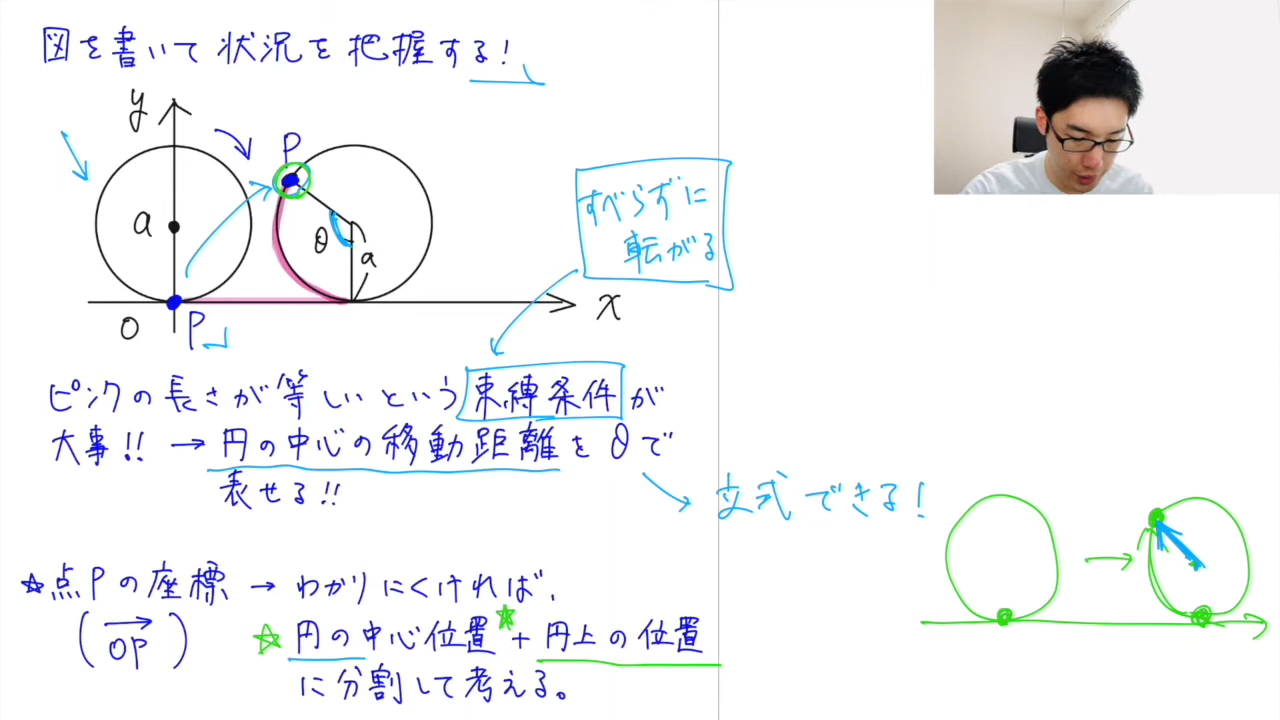 図を書いて状況を把握する!
y
P
a
θ
a
すべらずに
転がる
x
O
P
ピンクの長さが等しいという束縛条件が
大事!! → 円の中心の移動距離をθで
表せる!!
立式できる!
☆点Pの座標 → わかりにくければ、
(OP)
☆円の中心位置☆+円上の位置
に分割して考える。